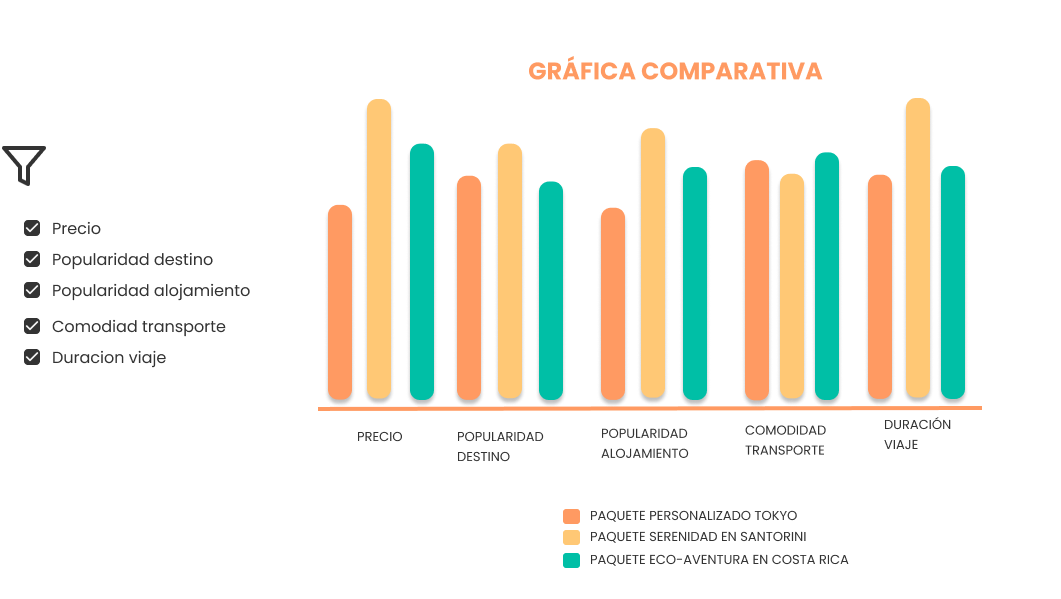 GRÁFICA COMPARATIVA
Precio
Popularidad destino
Popularidad alojamiento
Comodiad transporte
Duracion viaje
PRECIO
POPULARIDAD
DESTINO
POPULARIDAD
ALOJAMIENTO
COMODIDAD
TRANSPORTE
DURACIÓN
VIAJE
PAQUETE PERSONALIZADO TOKYO
PAQUETE SERENIDAD EN SANTORINI
PAQUETE ECO-AVENTURA EN COSTA RICA